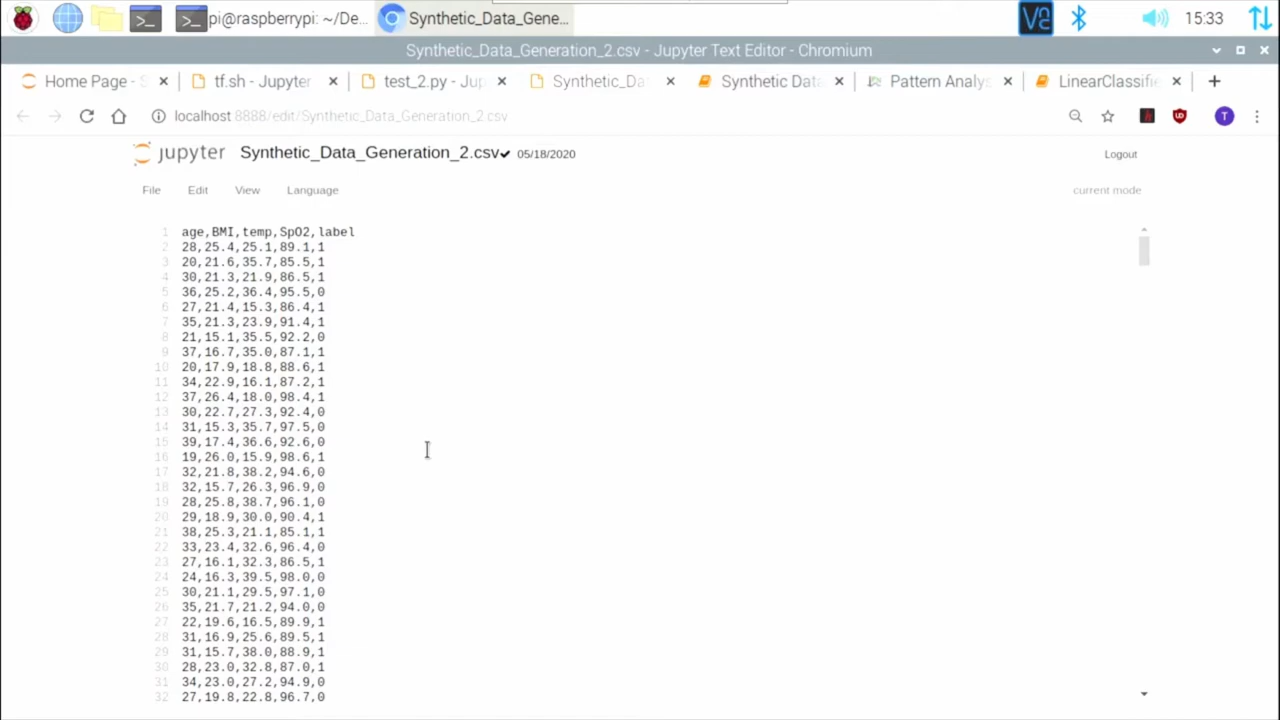 pi@raspberrypi: ~/De...
Synthetic_Data_Gene...
15:33
Synthetic_Data_Generation_2.csv - Jupyter Text Editor - Chromium
Home Page - S
tf.sh - Jupyter
test_2.py - Jup
Synthetic_Da
Synthetic Data
Pattern Analys
LinearClassifie
localhost:8888/edit/Synthetic_Data_Generation_2.csv
T
jupyter Synthetic_Data_Generation_2.csv 05/18/2020
Logout
File Edit View Language
current mode
1 age,BMI,temp,SpO2,label
2 28,25.4,25.1,89.1,1
3 20,21.6,35.7,85.5,1
4 30,21.3,21.9,86.5,1
5 36,25.2,36.4,95.5,0
6 27,21.4,15.3,86.4,1
7 35,21.3,23.9,91.4,1
8 21,15.1,35.5,92.2,0
9 37,16.7,35.0,87.1,1
10 20,17.9,18.8,88.6,1
11 34,22.9,16.1,87.2,1
12 37,26.4,18.0,98.4,1
13 30,22.7,27.3,92.4,0
14 31,15.3,35.7,97.5,0
15 39,17.4,36.6,92.6,0
16 19,26.0,15.9,98.6,1
17 32,21.8,38.2,94.6,0
18 32,15.7,26.3,96.9,0
19 28,25.8,38.7,96.1,0
20 29,18.9,30.0,90.4,1
21 38,25.3,21.1,85.1,1
22 33,23.4,32.6,96.4,0
23 27,16.1,32.3,86.5,1
24 24,16.3,39.5,98.0,0
25 30,21.1,29.5,97.1,0
26 35,21.7,21.2,94.0,0
27 22,19.6,16.5,89.9,1
28 31,16.9,25.6,89.5,1
29 31,15.7,38.0,88.9,1
30 28,23.0,32.8,87.0,1
31 34,23.0,27.2,94.9,0
32 27,19.8,22.8,96.7,0